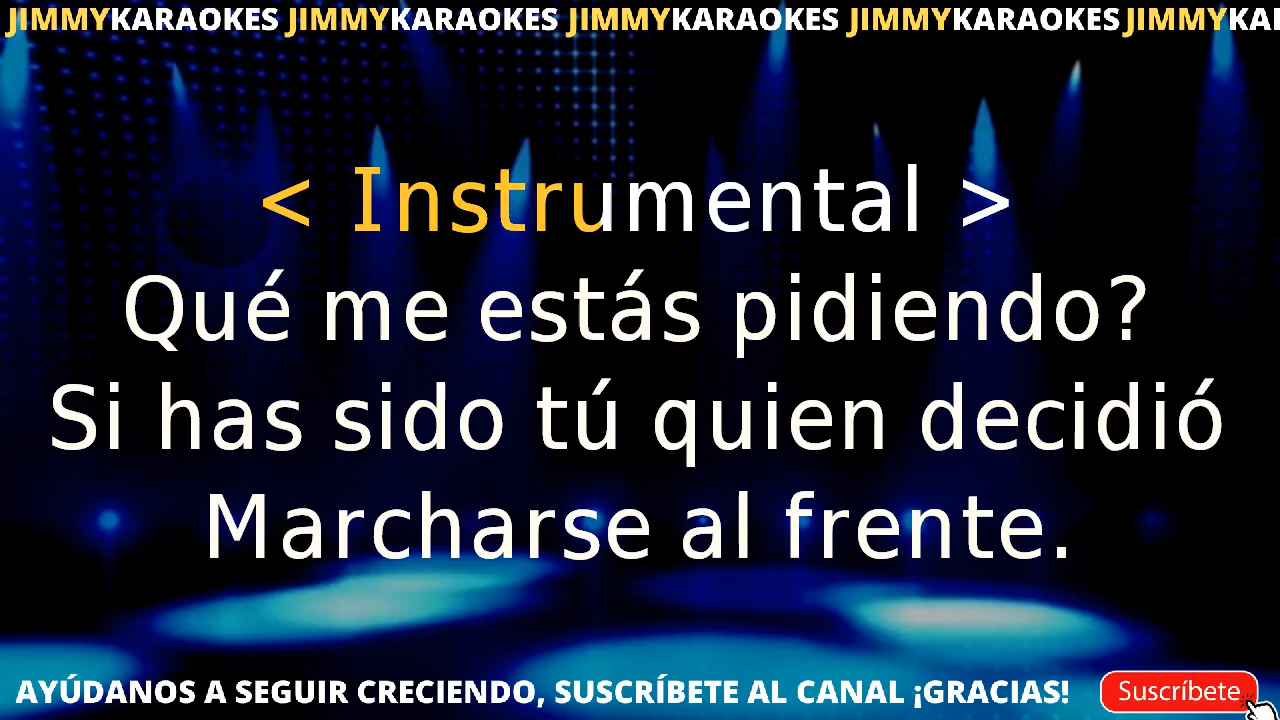 JIMMYKARAOKES JIMMYKARAOKES JIMMYKARAOKES JIMMYKARAOKES JIMMYKAI
< Instrumental >
Qué me estás pidiendo?
Si has sido tú quien decidió
Marcharse al frente.
AYÚDANOS A SEGUIR CRECIENDO, SUSCRÍBETE AL CANAL ¡GRACIAS! Suscríbete